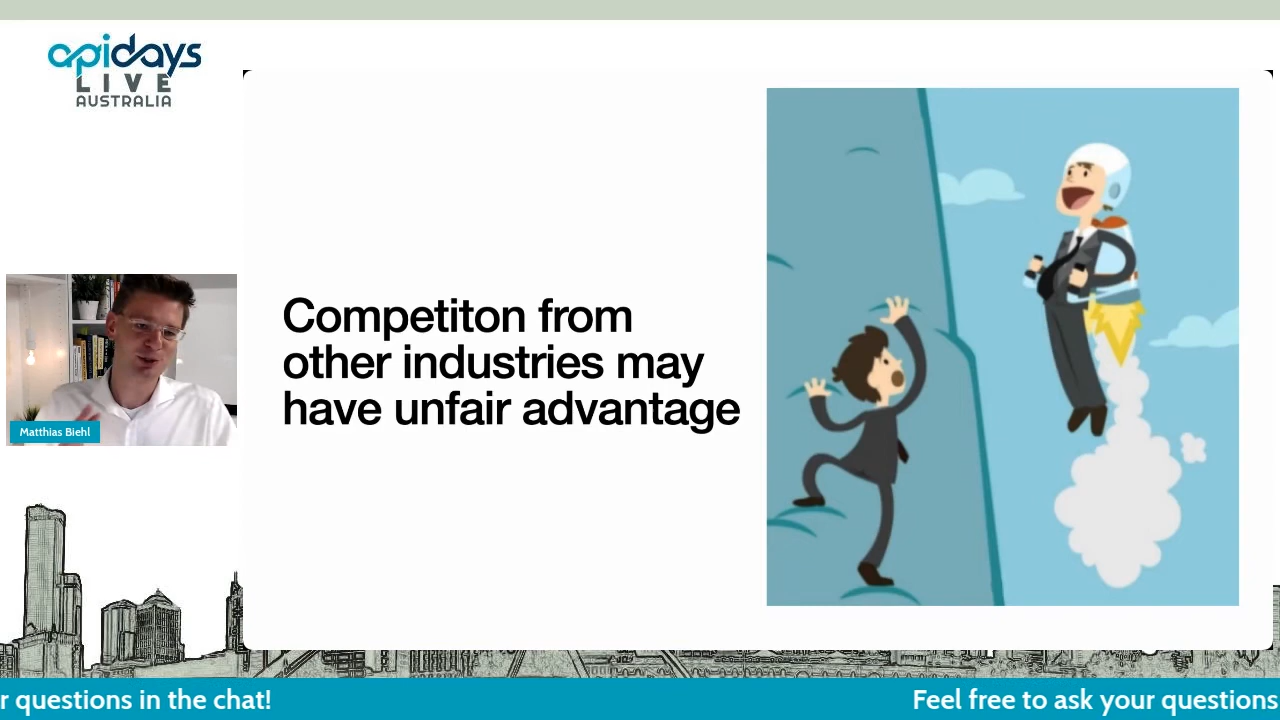 apidays
LIVE
AUSTRALIA
Competiton from
other industries may
have unfair advantage
Matthias Biehl
r questions in the chat!
Feel free to ask your questions